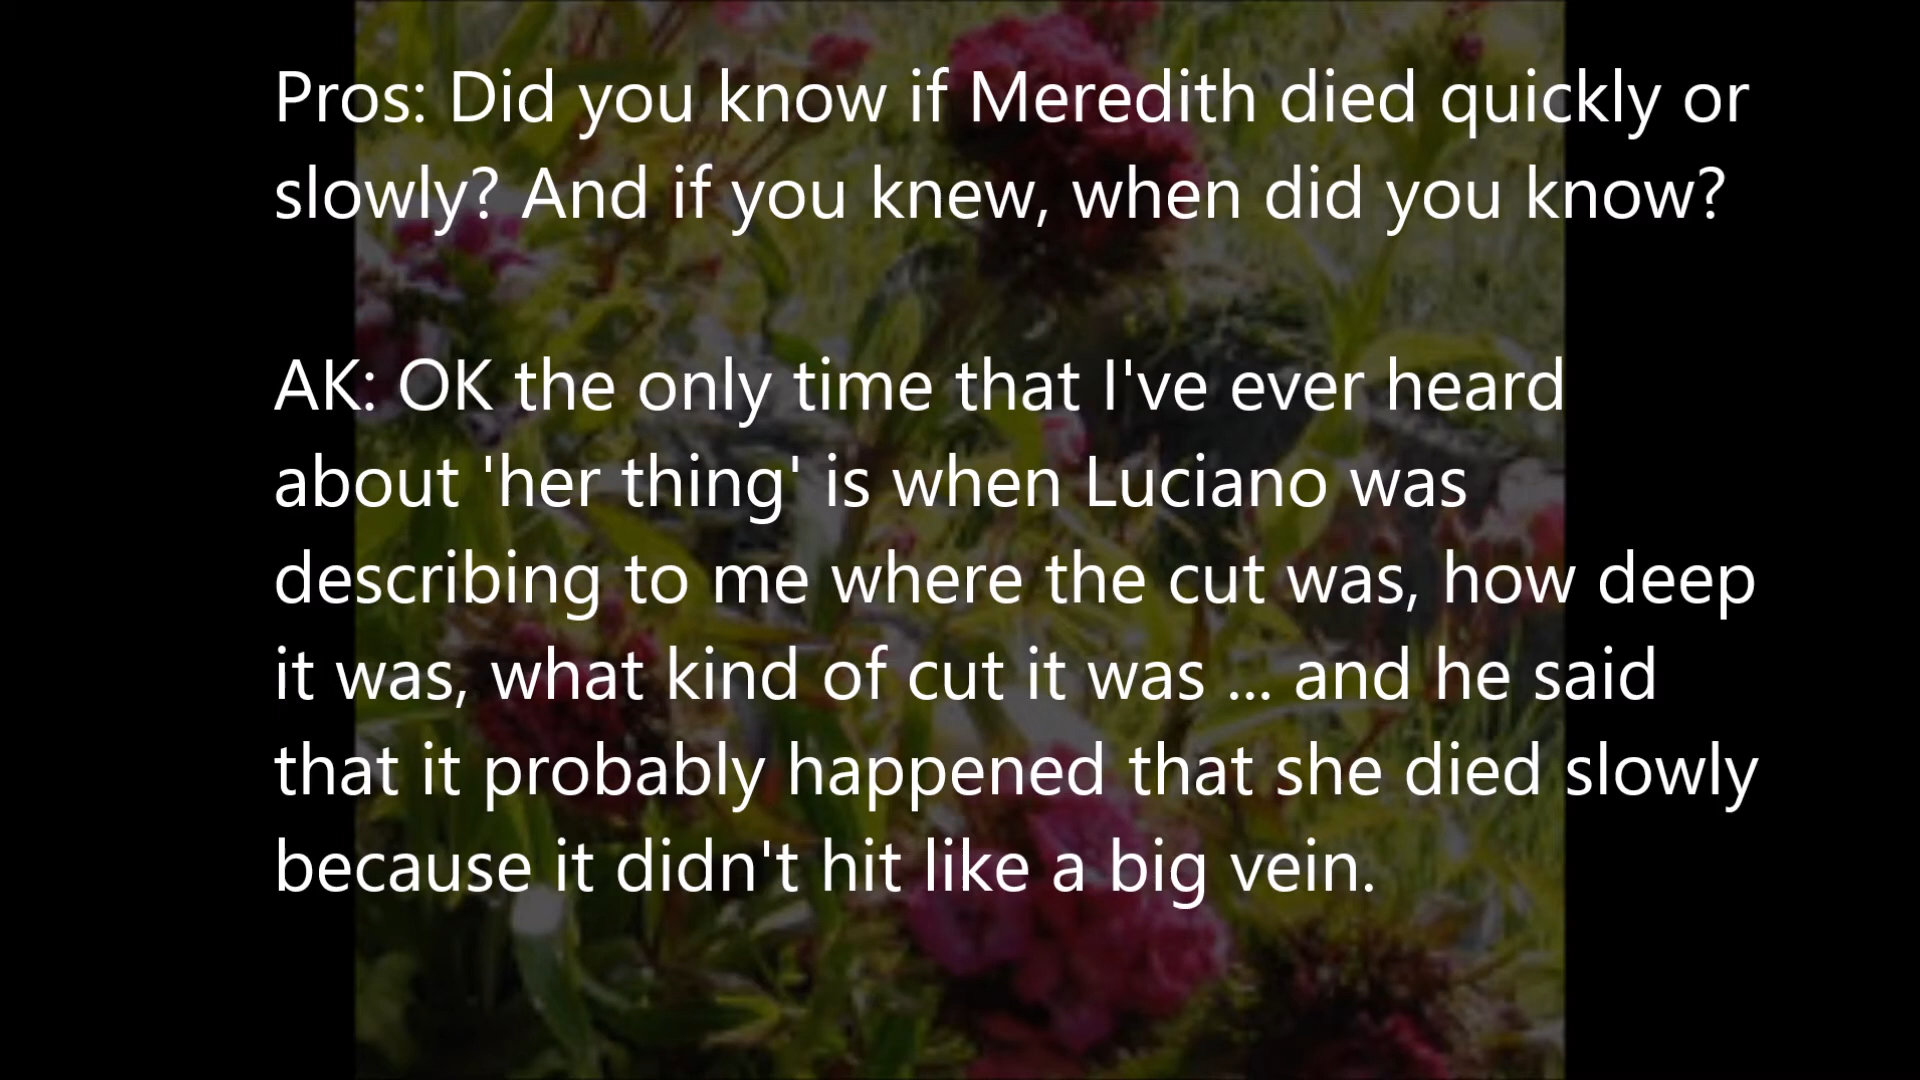 Pros: Did you know if Meredith died quickly or
slowly? And if you knew, when did you know?
AK: OK the only time that I've ever heard
about 'her thing' is when Luciano was
describing to me where the cut was, how deep
it was, what kind of cut it was ... and he said
that it probably happened that she died slowly
because it didn't hit like a big vein.